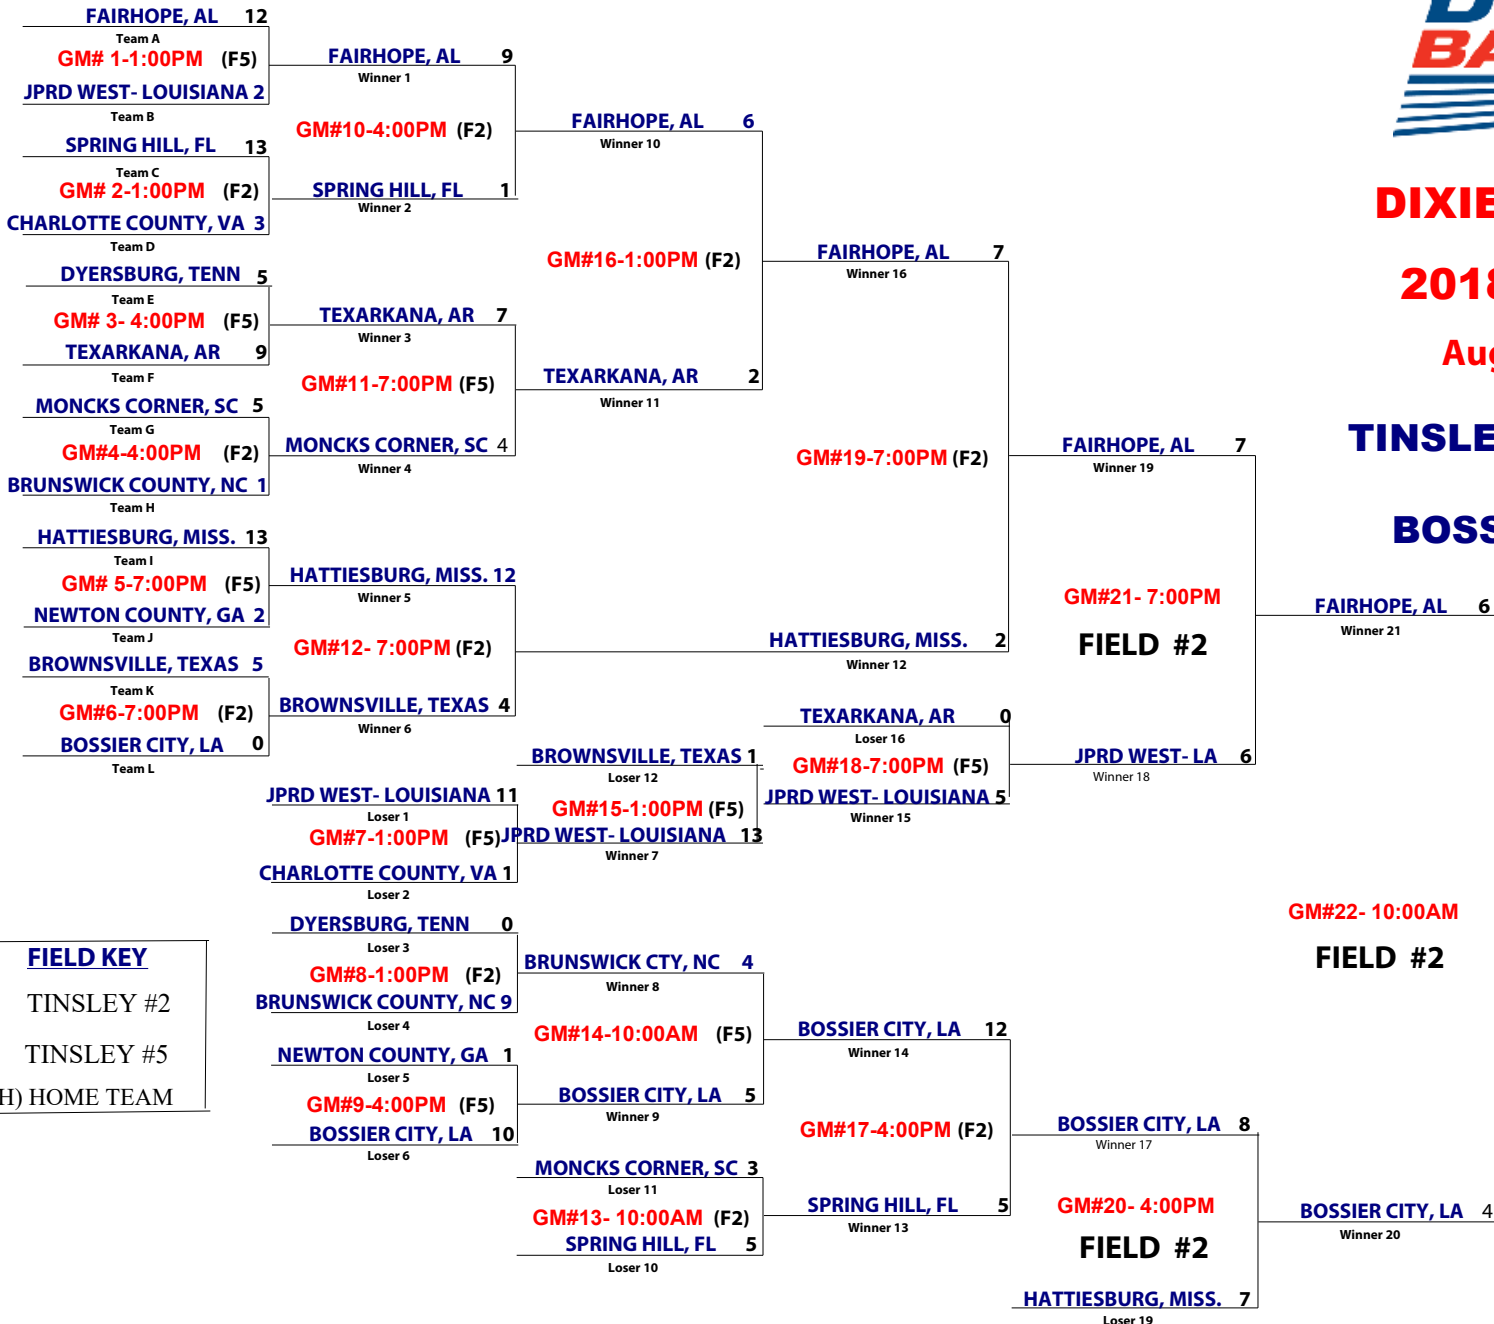 FAIRHOPE, AL 12
Team A
GM# 1-1:00PM (F5)
JPRD WEST- LOUISIANA 2
Team B
SPRING HILL, FL 13
Team C
GM# 2-1:00PM (F2)
CHARLOTTE COUNTY, VA 3
Team D
DYERSBURG, TENN 5
Team E
GM# 3- 4:00PM (F5)
TEXARKANA, AR 9
Team F
MONCKS CORNER, SC 5
Team G
GM#4-4:00PM (F2)
BRUNSWICK COUNTY, NC 1
Team H
HATTIESBURG, MISS. 13
Team I
GM# 5-7:00PM (F5)
NEWTON COUNTY, GA 2
Team J
BROWNSVILLE, TEXAS 5
Team K
GM#6-7:00PM (F2)
BOSSIER CITY, LA 0
Team L
FAIRHOPE, AL 9
Winner 1
GM#10-4:00PM (F2)
SPRING HILL, FL 1
Winner 2
TEXARKANA, AR 7
Winner 3
GM#11-7:00PM (F5)
MONCKS CORNER, SC 4
Winner 4
HATTIESBURG, MISS. 12
Winner 5
GM#12- 7:00PM (F2)
BROWNSVILLE, TEXAS 4
Winner 6
JPRD WEST- LOUISIANA 11
Loser 1
GM#7-1:00PM (F5)
CHARLOTTE COUNTY, VA 1
Loser 2
DYERSBURG, TENN 0
Loser 3
GM#8-1:00PM (F2)
BRUNSWICK COUNTY, NC 9
Loser 4
NEWTON COUNTY, GA 1
Loser 5
GM#9-4:00PM (F5)
BOSSIER CITY, LA 10
Loser 6
FAIRHOPE, AL 6
Winner 10
GM#16-1:00PM (F2)
TEXARKANA, AR 2
Winner 11
BROWNSVILLE, TEXAS 1
Loser 12
GM#15-1:00PM (F5)
JPRD WEST- LOUISIANA 13
Winner 7
BRUNSWICK CTY, NC 4
Winner 8
GM#14-10:00AM (F5)
BOSSIER CITY, LA 5
Winner 9
MONCKS CORNER, SC 3
Loser 11
GM#13- 10:00AM (F2)
SPRING HILL, FL 5
Loser 10
FAIRHOPE, AL 7
Winner 16
GM#19-7:00PM (F2)
HATTIESBURG, MISS. 2
Winner 12
TEXARKANA, AR 0
Loser 16
GM#18-7:00PM (F5)
JPRD WEST- LOUISIANA 5
Winner 15
BOSSIER CITY, LA 12
Winner 14
GM#17-4:00PM (F2)
SPRING HILL, FL 5
Winner 13
FAIRHOPE, AL 7
Winner 19
GM#21- 7:00PM
FIELD #2
JPRD WEST- LA 6
Winner 18
BOSSIER CITY, LA 8
Winner 17
GM#20- 4:00PM
FIELD #2
HATTIESBURG, MISS. 7
Loser 19
FAIRHOPE, AL 6
Winner 21
GM#22- 10:00AM
FIELD #2
BOSSIER CITY, LA 4
Winner 20
DIXIE
2018
Aug
TINSLE
BOSS
FIELD KEY
TINSLEY #2
TINSLEY #5
H) HOME TEAM